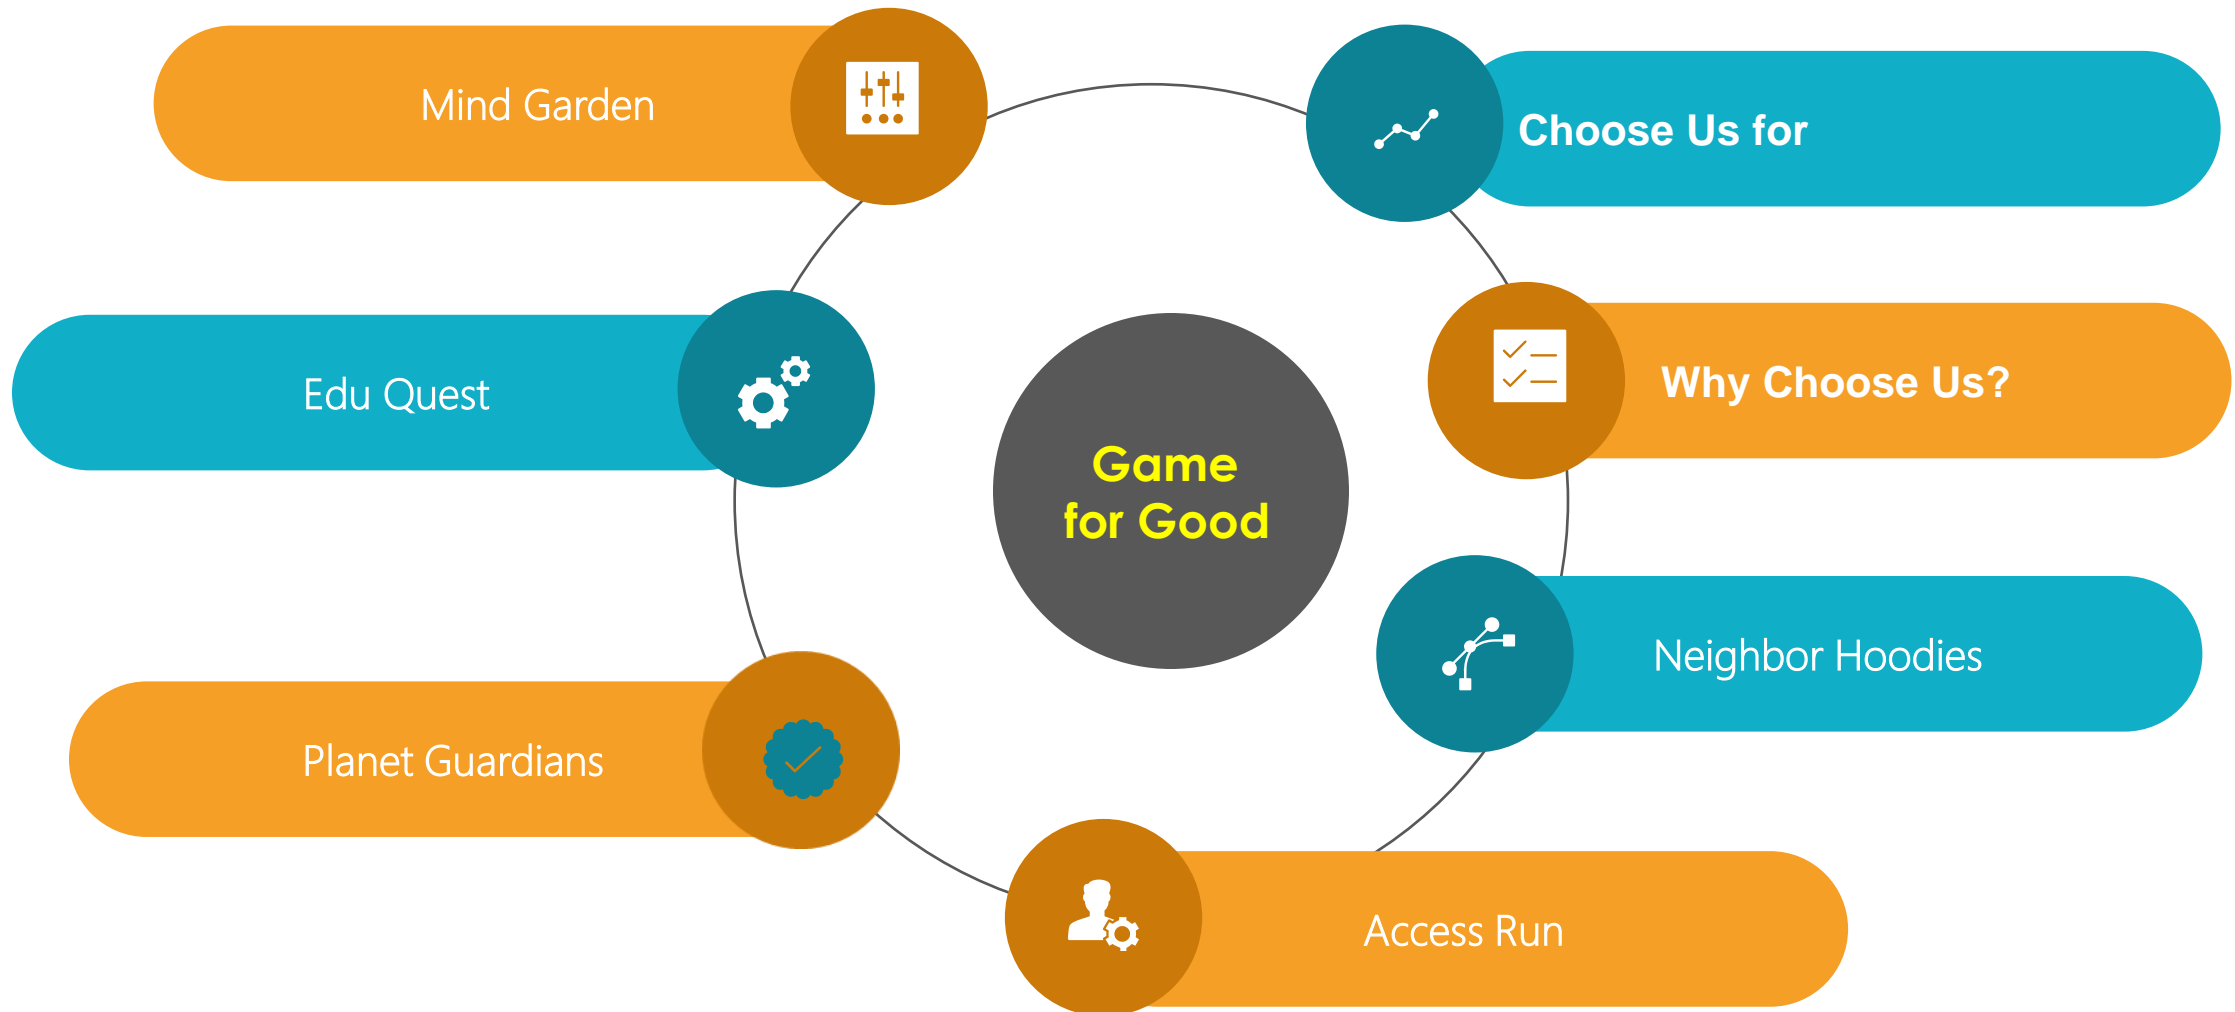 Mind Garden
Choose Us for
Edu Quest
Why Choose Us?
Game
for Good
Neighbor Hoodies
Planet Guardians
Access Run